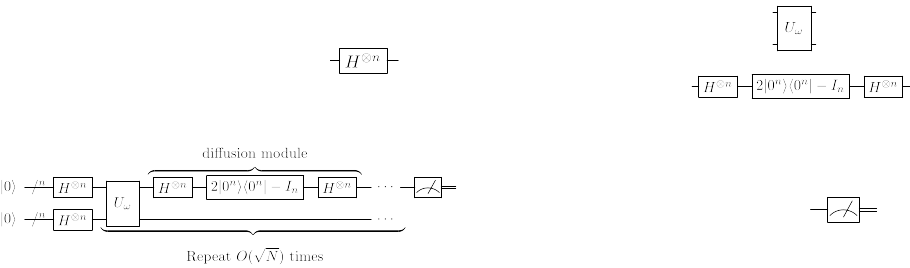 U_ω
H^{⊗n}
H^{⊗n} 2|0^n⟩⟨0^n| − I_n H^{⊗n}
diffusion module
|0⟩ /^n H^{⊗n} U_ω H^{⊗n} 2|0^n⟩⟨0^n| − I_n H^{⊗n} ···
|0⟩ /^n H^{⊗n} ···
Repeat O(√N) times